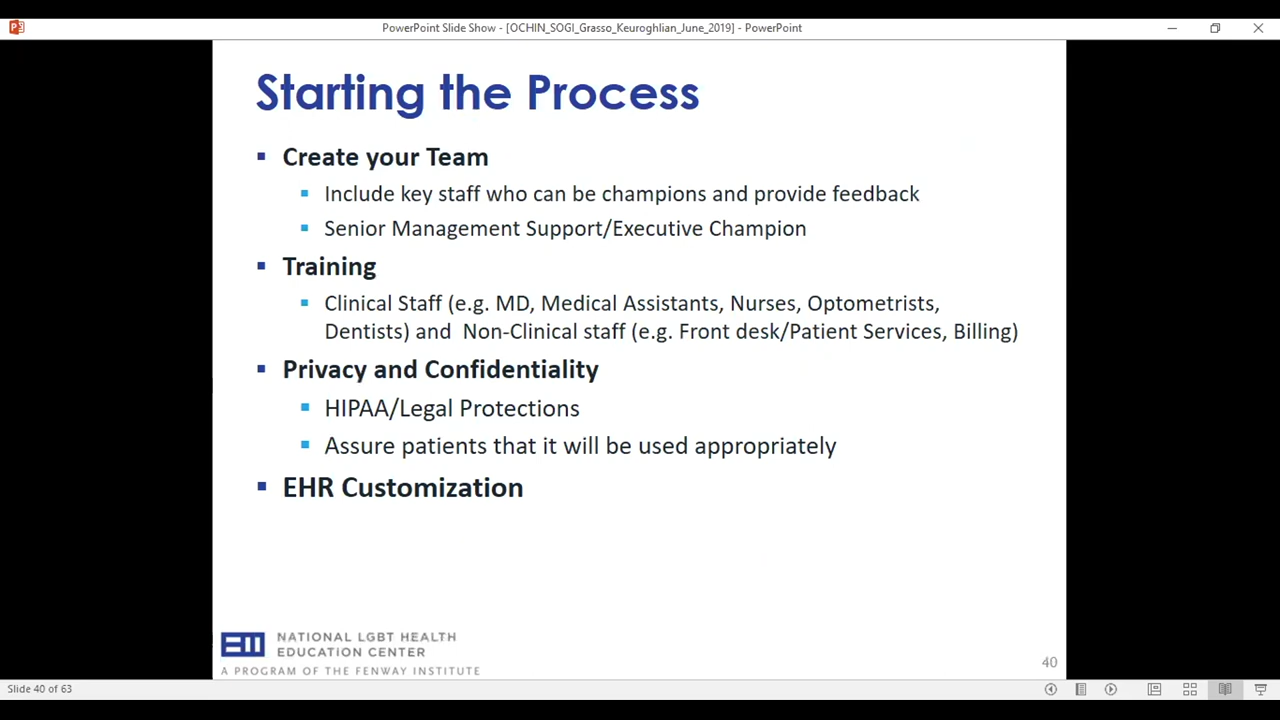 PowerPoint Slide Show - [OCHIN_SOGI_Grasso_Keuroghlian_June_2019] - PowerPoint
Starting the Process
Create your Team
Include key staff who can be champions and provide feedback
Senior Management Support/Executive Champion
Training
Clinical Staff (e.g. MD, Medical Assistants, Nurses, Optometrists,
Dentists) and  Non-Clinical staff (e.g. Front desk/Patient Services, Billing)
Privacy and Confidentiality
HIPAA/Legal Protections
Assure patients that it will be used appropriately
EHR Customization
NATIONAL LGBT HEALTH
EDUCATION CENTER
A PROGRAM OF THE FENWAY INSTITUTE
40
Slide 40 of 63